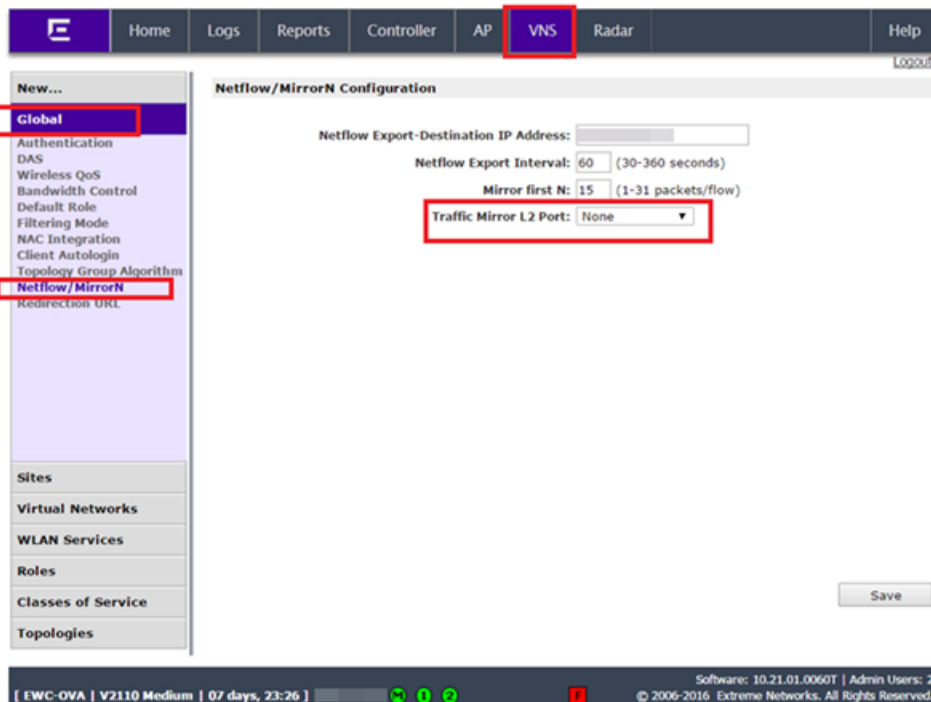 E Home Logs Reports Controller AP VNS Radar Help
Logout
New...
Netflow/MirrorN Configuration
Global
Authentication
DAS
Wireless QoS
Bandwidth Control
Default Role
Filtering Mode
NAC Integration
Client Autologin
Topology Group Algorithm
Netflow/MirrorN
Redirection URL
Netflow Export-Destination IP Address:
Netflow Export Interval: 60 (30-360 seconds)
Mirror first N: 15 (1-31 packets/flow)
Traffic Mirror L2 Port: None
Sites
Virtual Networks
WLAN Services
Roles
Classes of Service
Topologies
Save
Software: 10.21.01.0060T | Admin Users: 2
[ EWC-OVA | V2110 Medium | 07 days, 23:26 ] M 1 2 F © 2006-2016 Extreme Networks. All Rights Reserved.